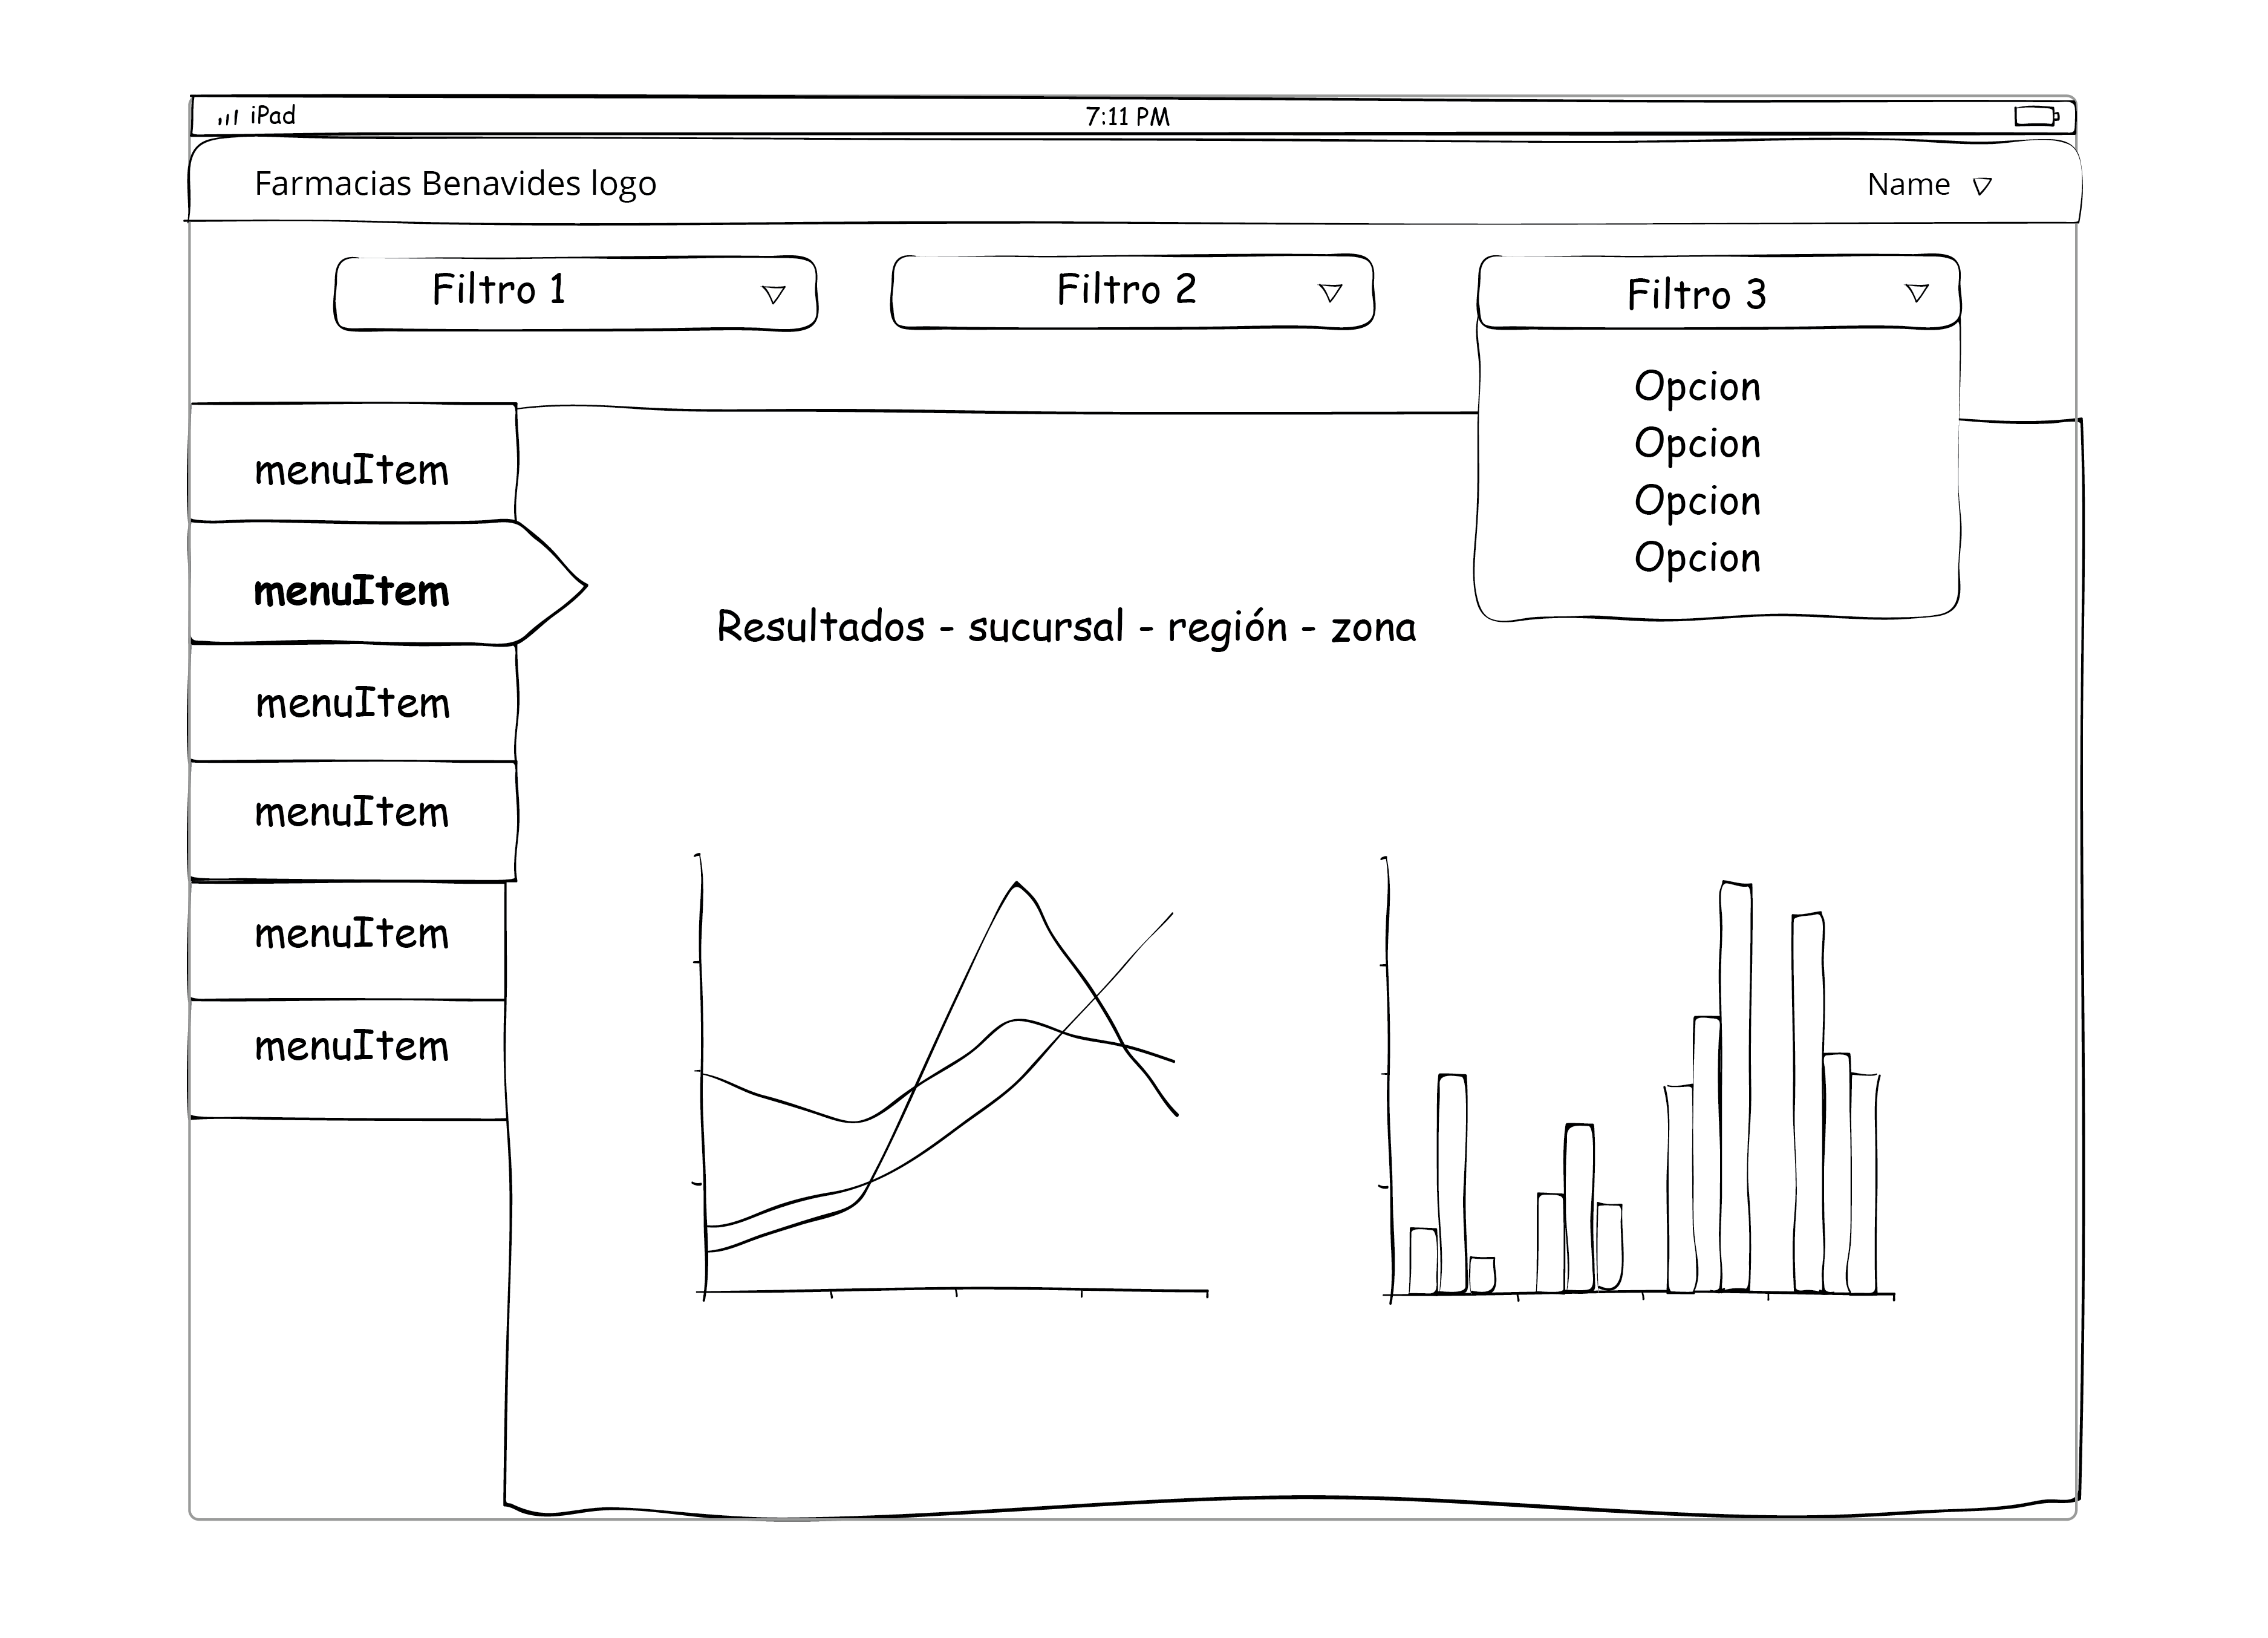 iPad
7:11 PM
Farmacias Benavides logo
Name
Filtro 1
Filtro 2
Filtro 3
Opcion
Opcion
Opcion
Opcion
menuItem
menuItem
menuItem
menuItem
menuItem
menuItem
Resultados - sucursal - región - zona